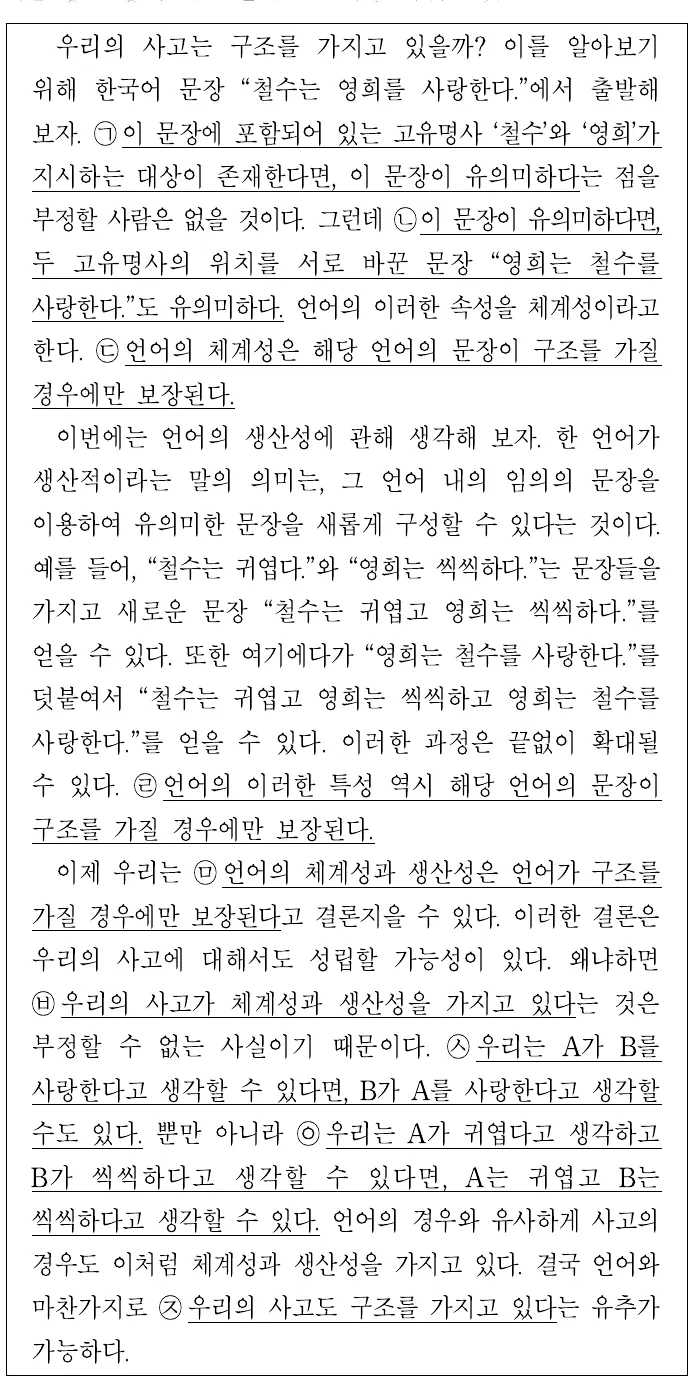 우리의 사고는 구조를 가지고 있을까? 이를 알아보기
위해 한국어 문장 “철수는 영희를 사랑한다.”에서 출발해
보자. ㉠이 문장에 포함되어 있는 고유명사 ‘철수’와 ‘영희’가
지시하는 대상이 존재한다면, 이 문장이 유의미하다는 점을
부정할 사람은 없을 것이다. 그런데 ㉡이 문장이 유의미하다면,
두 고유명사의 위치를 서로 바꾼 문장 “영희는 철수를
사랑한다.”도 유의미하다. 언어의 이러한 속성을 체계성이라고
한다. ㉢언어의 체계성은 해당 언어의 문장이 구조를 가질
경우에만 보장된다.
이번에는 언어의 생산성에 관해 생각해 보자. 한 언어가
생산적이라는 말의 의미는, 그 언어 내의 임의의 문장을
이용하여 유의미한 문장을 새롭게 구성할 수 있다는 것이다.
예를 들어, “철수는 귀엽다.”와 “영희는 씩씩하다.”는 문장들을
가지고 새로운 문장 “철수는 귀엽고 영희는 씩씩하다.”를
얻을 수 있다. 또한 여기에다가 “영희는 철수를 사랑한다.”를
덧붙여서 “철수는 귀엽고 영희는 씩씩하고 영희는 철수를
사랑한다.”를 얻을 수 있다. 이러한 과정은 끝없이 확대될
수 있다. ㉣언어의 이러한 특성 역시 해당 언어의 문장이
구조를 가질 경우에만 보장된다.
이제 우리는 ㉤언어의 체계성과 생산성은 언어가 구조를
가질 경우에만 보장된다고 결론지을 수 있다. 이러한 결론은
우리의 사고에 대해서도 성립할 가능성이 있다. 왜냐하면
㉥우리의 사고가 체계성과 생산성을 가지고 있다는 것은
부정할 수 없는 사실이기 때문이다. ㉦우리는 A가 B를
사랑한다고 생각할 수 있다면, B가 A를 사랑한다고 생각할
수도 있다. 뿐만 아니라 ㉧우리는 A가 귀엽다고 생각하고
B가 씩씩하다고 생각할 수 있다면, A는 귀엽고 B는
씩씩하다고 생각할 수 있다. 언어의 경우와 유사하게 사고의
경우도 이처럼 체계성과 생산성을 가지고 있다. 결국 언어와
마찬가지로 ㉨우리의 사고도 구조를 가지고 있다는 유추가
가능하다.